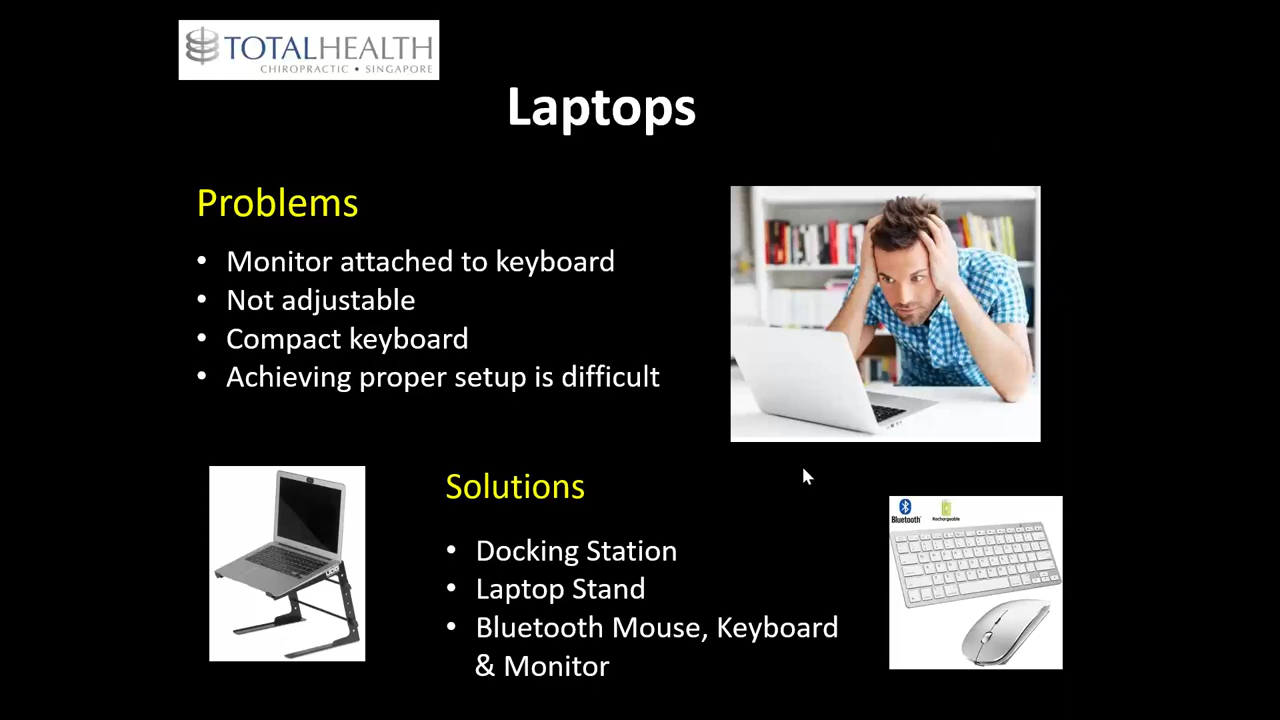 TOTALHEALTH
CHIROPRACTIC • SINGAPORE
Laptops
Problems
• Monitor attached to keyboard
• Not adjustable
• Compact keyboard
• Achieving proper setup is difficult
Solutions
• Docking Station
• Laptop Stand
• Bluetooth Mouse, Keyboard
& Monitor
Bluetooth
Rechargeable